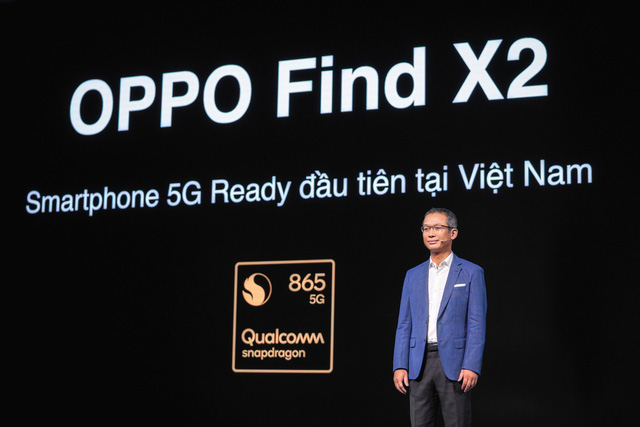 OPPO Find X2
Smartphone 5G Ready đầu tiên tại Việt Nam
865
5G
Qualcomm
snapdragon